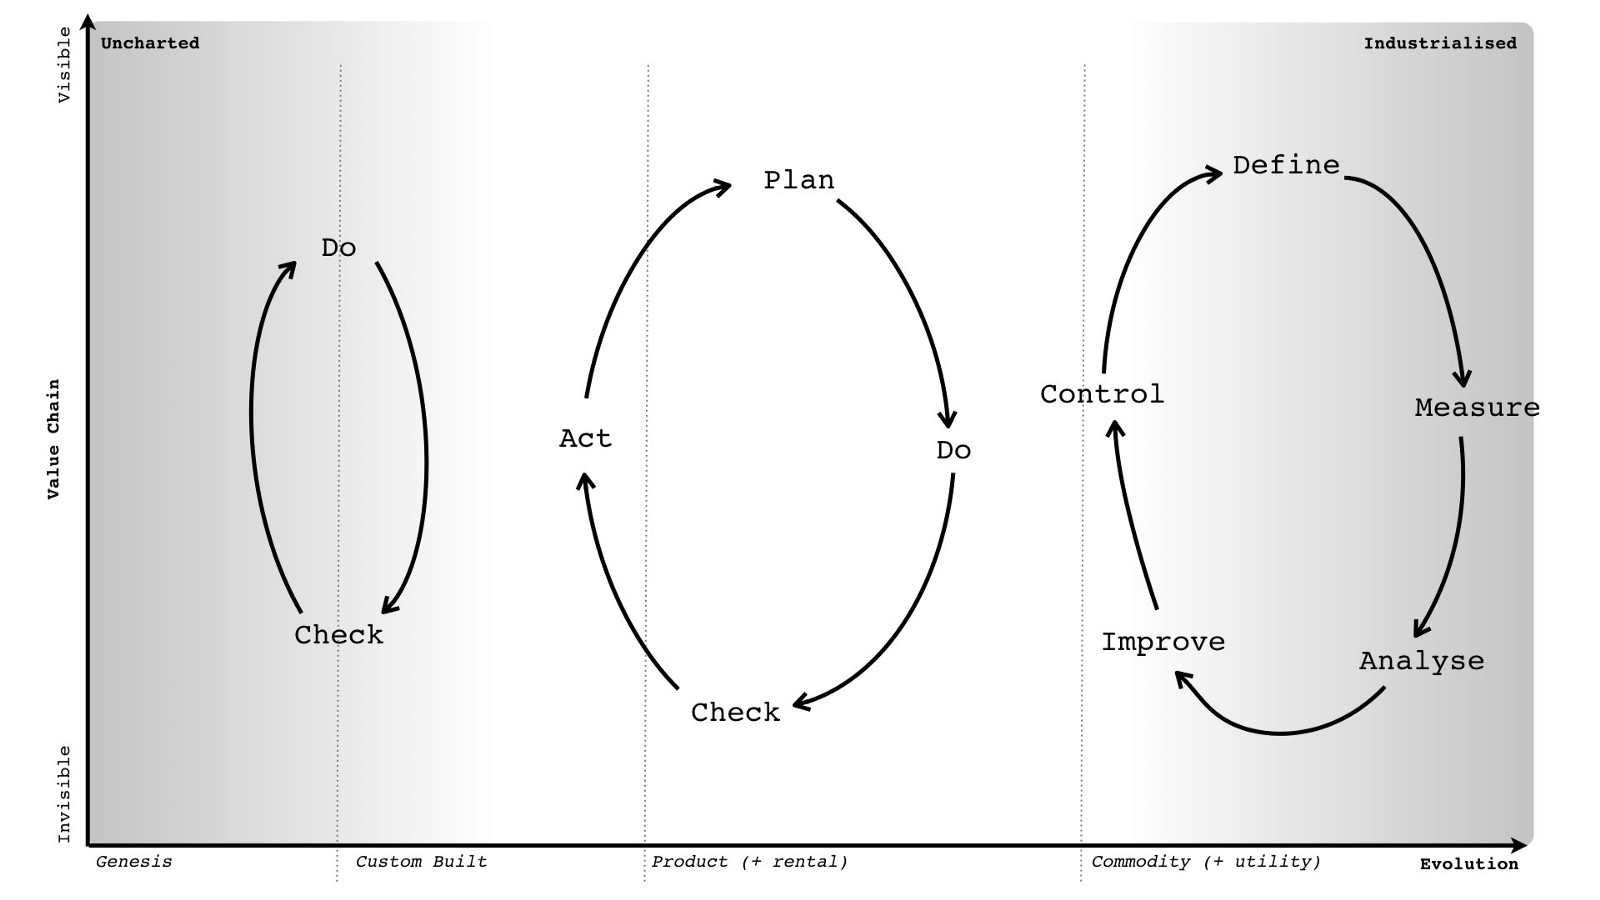 Uncharted
Industrialised
Visible
Value Chain
Invisible
Do
Check
Plan
Do
Check
Act
Define
Measure
Analyse
Improve
Control
Genesis
Custom Built
Product (+ rental)
Commodity (+ utility)
Evolution